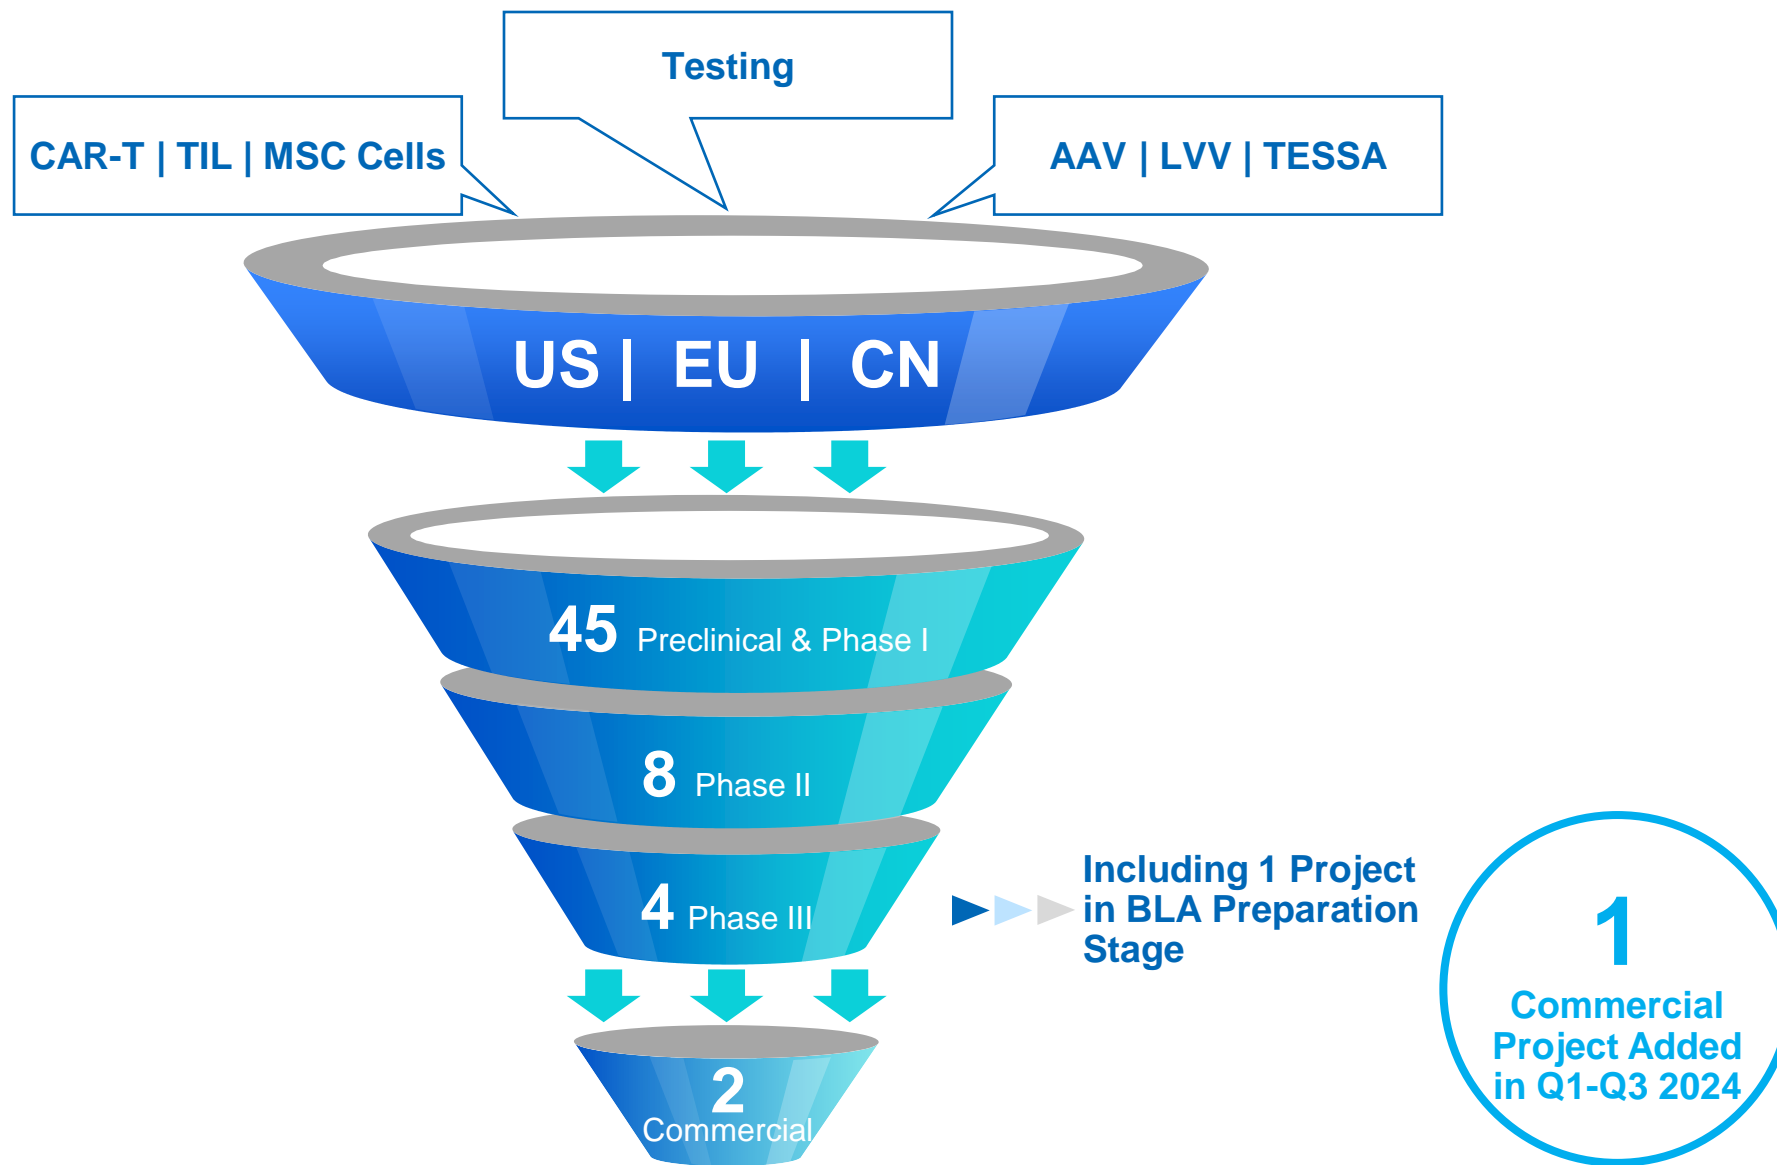 Testing
CAR-T | TIL | MSC Cells
AAV | LVV | TESSA
US | EU | CN
45 Preclinical & Phase I
8 Phase II
4 Phase III
Including 1 Project
in BLA Preparation
Stage
2
Commercial
1
Commercial
Project Added
in Q1-Q3 2024